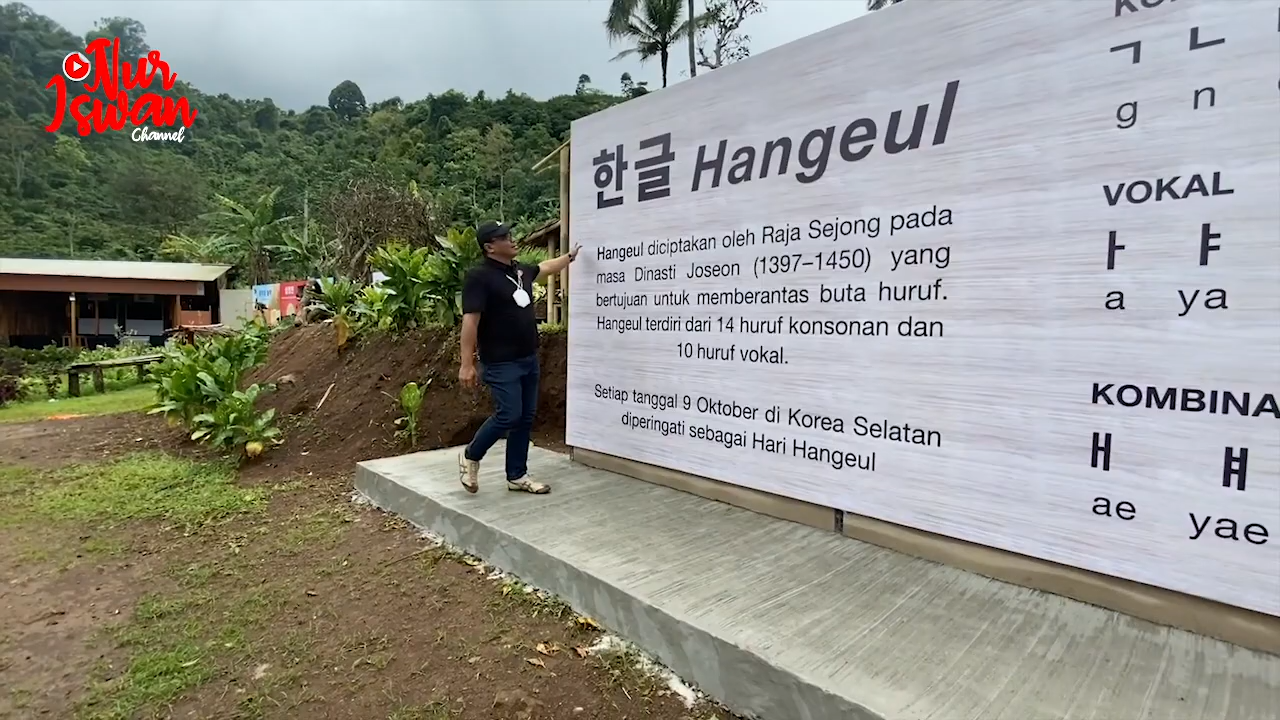 Nur
Iswan
Channel
한글 Hangeul
Hangeul diciptakan oleh Raja Sejong pada
masa Dinasti Joseon (1397–1450) yang
bertujuan untuk memberantas buta huruf.
Hangeul terdiri dari 14 huruf konsonan dan
10 huruf vokal.
Setiap tanggal 9 Oktober di Korea Selatan
diperingati sebagai Hari Hangeul
ㄱ ㄴ
g n
VOKAL
ㅏ ㅑ
a ya
KOMBINA
ㅐ ㅒ
ae yae